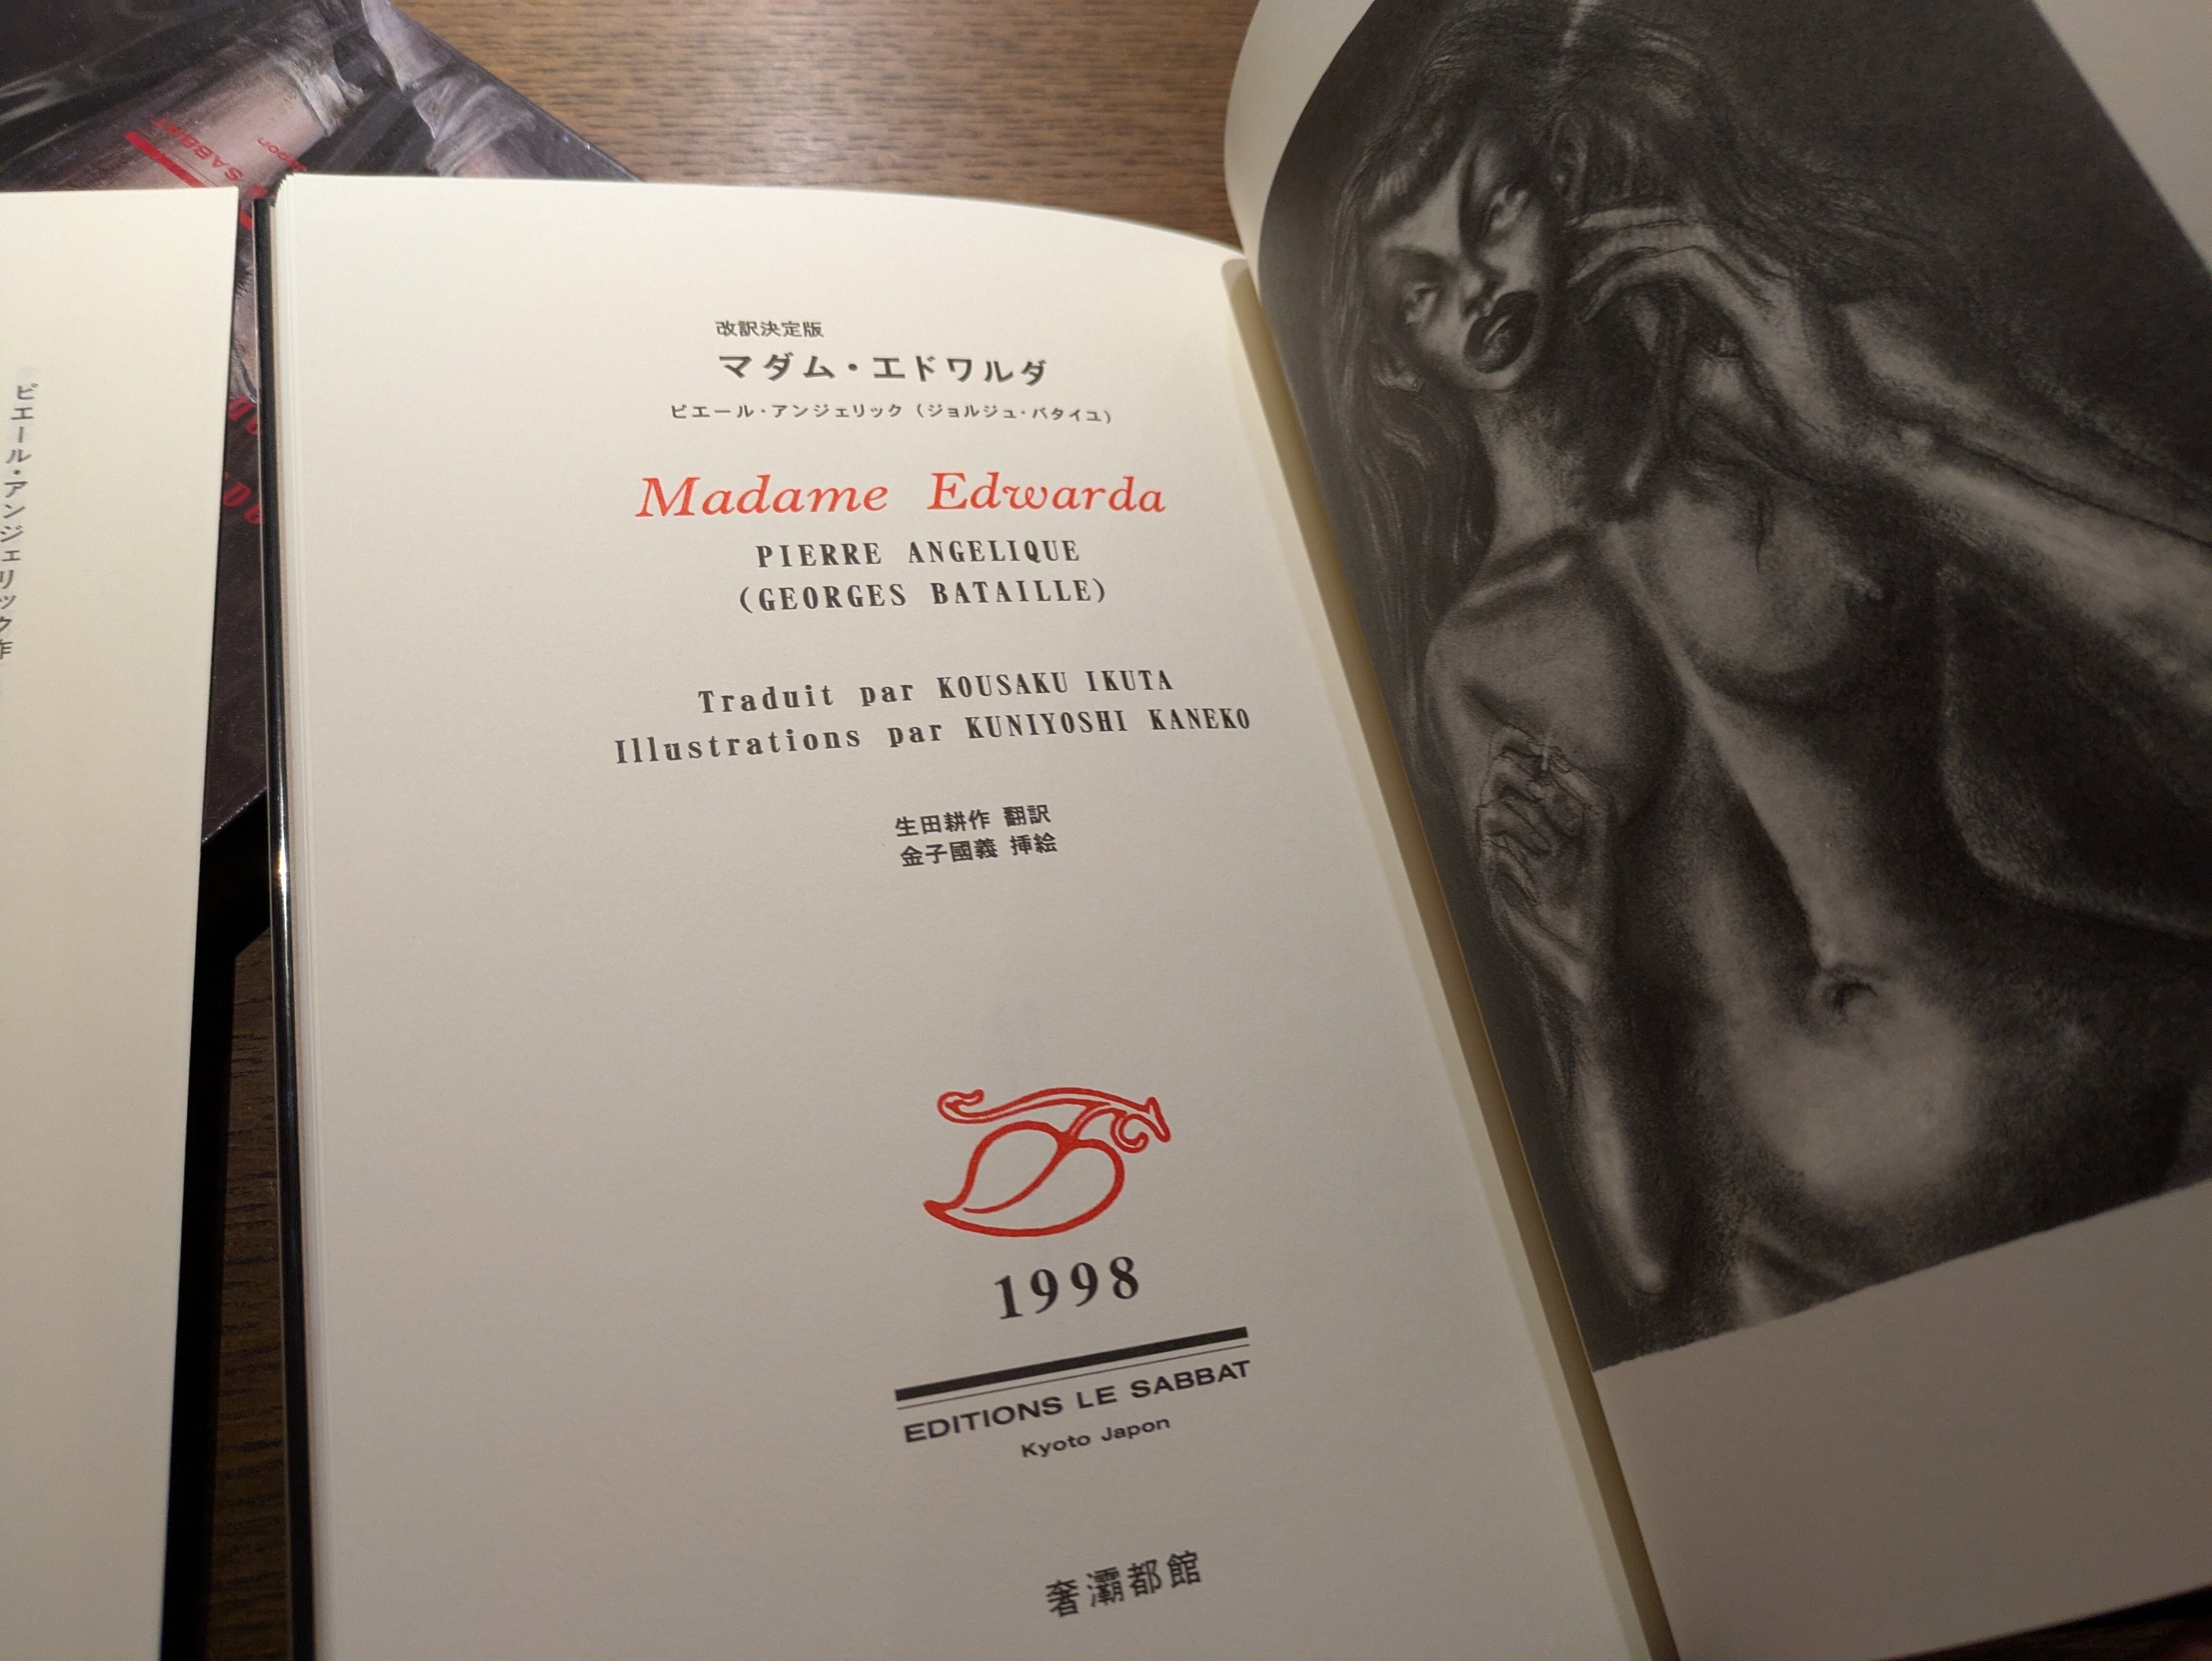 改訳決定版
マダム・エドワルダ
ピエール・アンジェリック（ジョルジュ・バタイユ）
Madame Edwarda
PIERRE ANGELIQUE
(GEORGES BATAILLE)
Traduit par KOUSAKU IKUTA
Illustrations par KUNIYOSHI KANEKO
生田耕作 翻訳
金子國義 挿絵
1998
EDITIONS LE SABBAT
Kyoto Japon
奢灞都館
ピエール・アンジェリック作
SABBAT